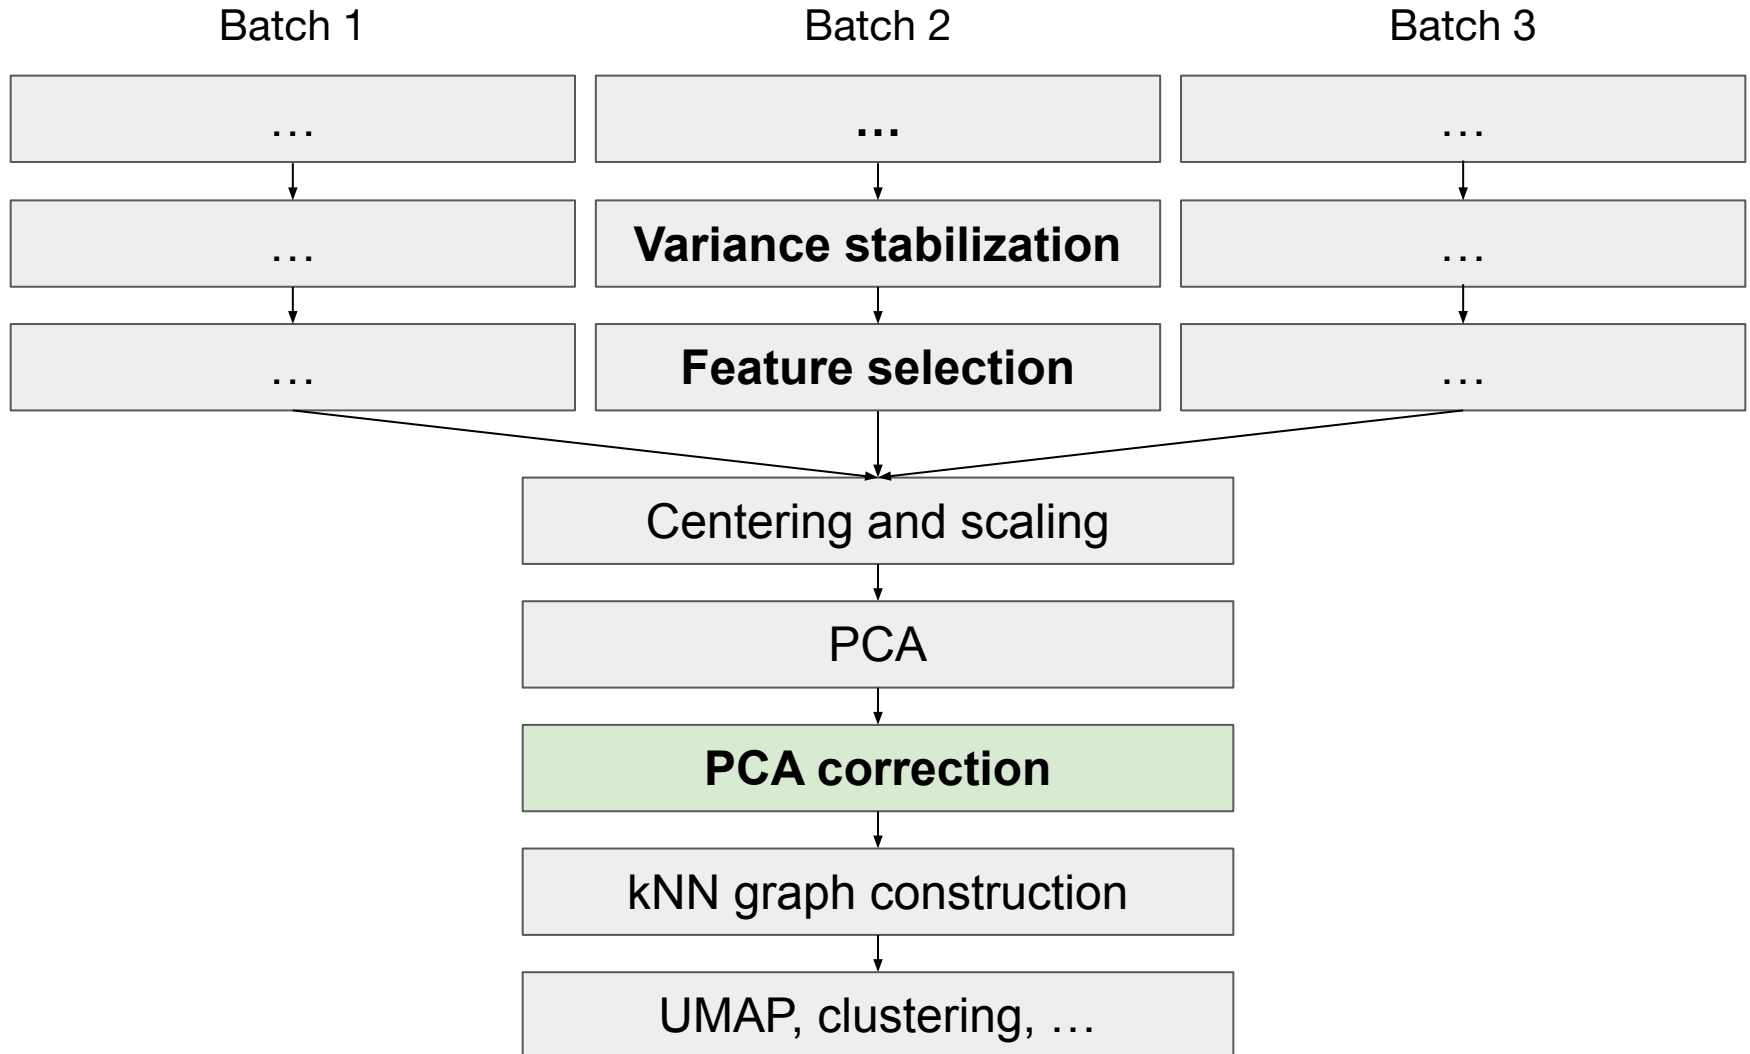 Batch 1
Batch 2
Batch 3
…
…
…
…
Variance stabilization
…
…
Feature selection
…
Centering and scaling
PCA
PCA correction
kNN graph construction
UMAP, clustering, …